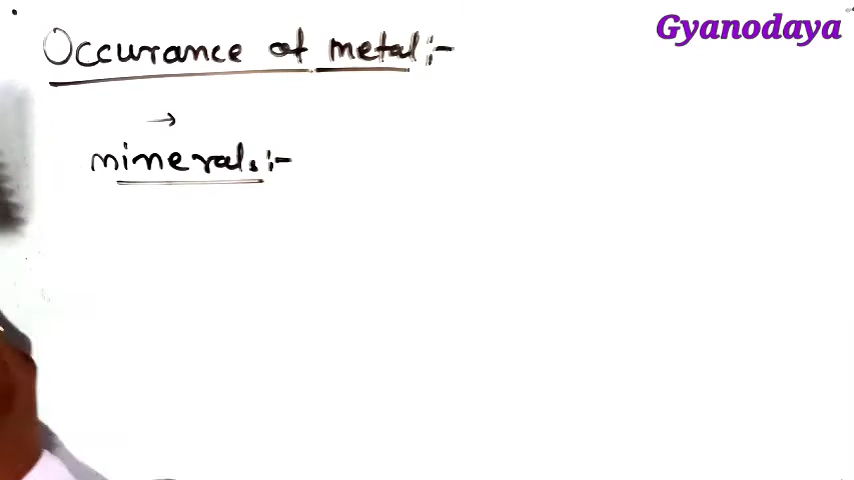 Gyanodaya
Occurance of metal:-
→
minerals:-